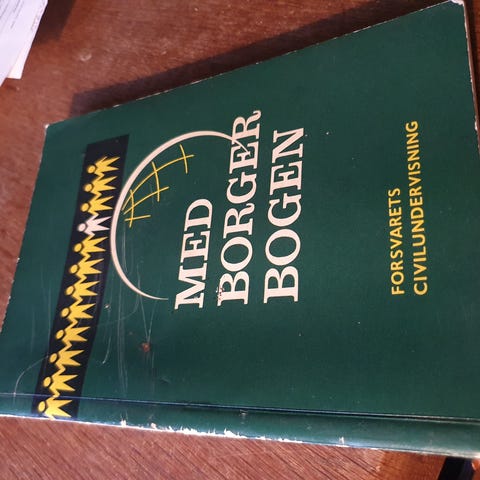 MED
BORGER
BOGEN
FORSVARETS
CIVILUNDERVISNING